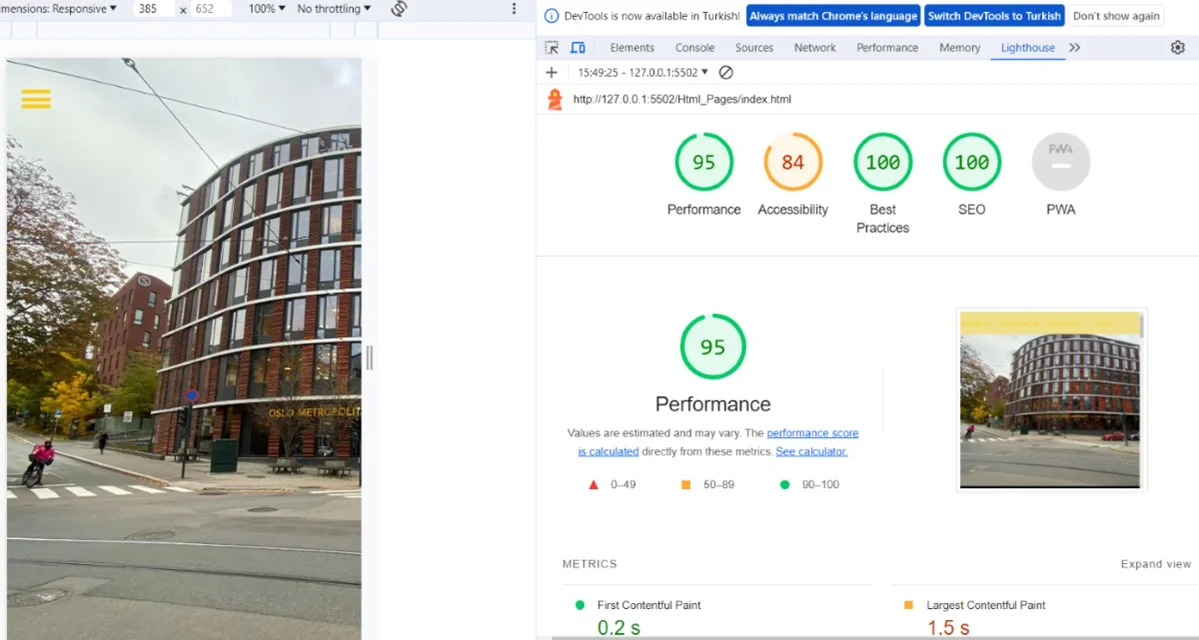 mensions: Responsive 385 x 652 100% No throttling
OSLO METROPOLIT
DevTools is now available in Turkish! Always match Chrome's language Switch DevTools to Turkish Don't show again
Elements Console Sources Network Performance Memory Lighthouse
15:49:25 - 127.0.0.1:5502
http://127.0.0.1:5502/Html_Pages/index.html
95 84 100 100 PWA
Performance Accessibility Best Practices SEO PWA
95
Performance
Values are estimated and may vary. The performance score
is calculated directly from these metrics. See calculator.
0–49 50–89 90–100
METRICS Expand view
First Contentful Paint Largest Contentful Paint
0.2 s 1.5 s